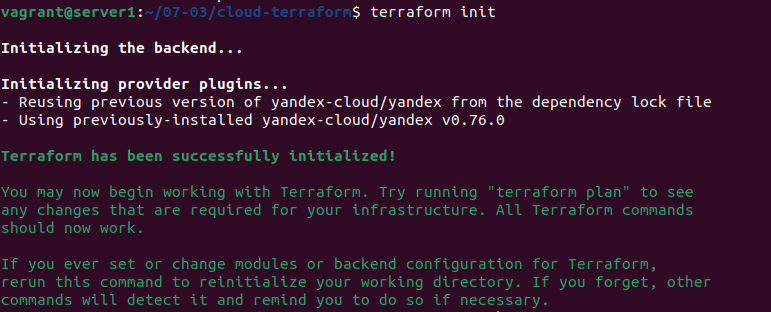 vagrant@server1:~/07-03/cloud-terraform$ terraform init
Initializing the backend...
Initializing provider plugins...
- Reusing previous version of yandex-cloud/yandex from the dependency lock file
- Using previously-installed yandex-cloud/yandex v0.76.0
Terraform has been successfully initialized!
You may now begin working with Terraform. Try running "terraform plan" to see
any changes that are required for your infrastructure. All Terraform commands
should now work.
If you ever set or change modules or backend configuration for Terraform,
rerun this command to reinitialize your working directory. If you forget, other
commands will detect it and remind you to do so if necessary.